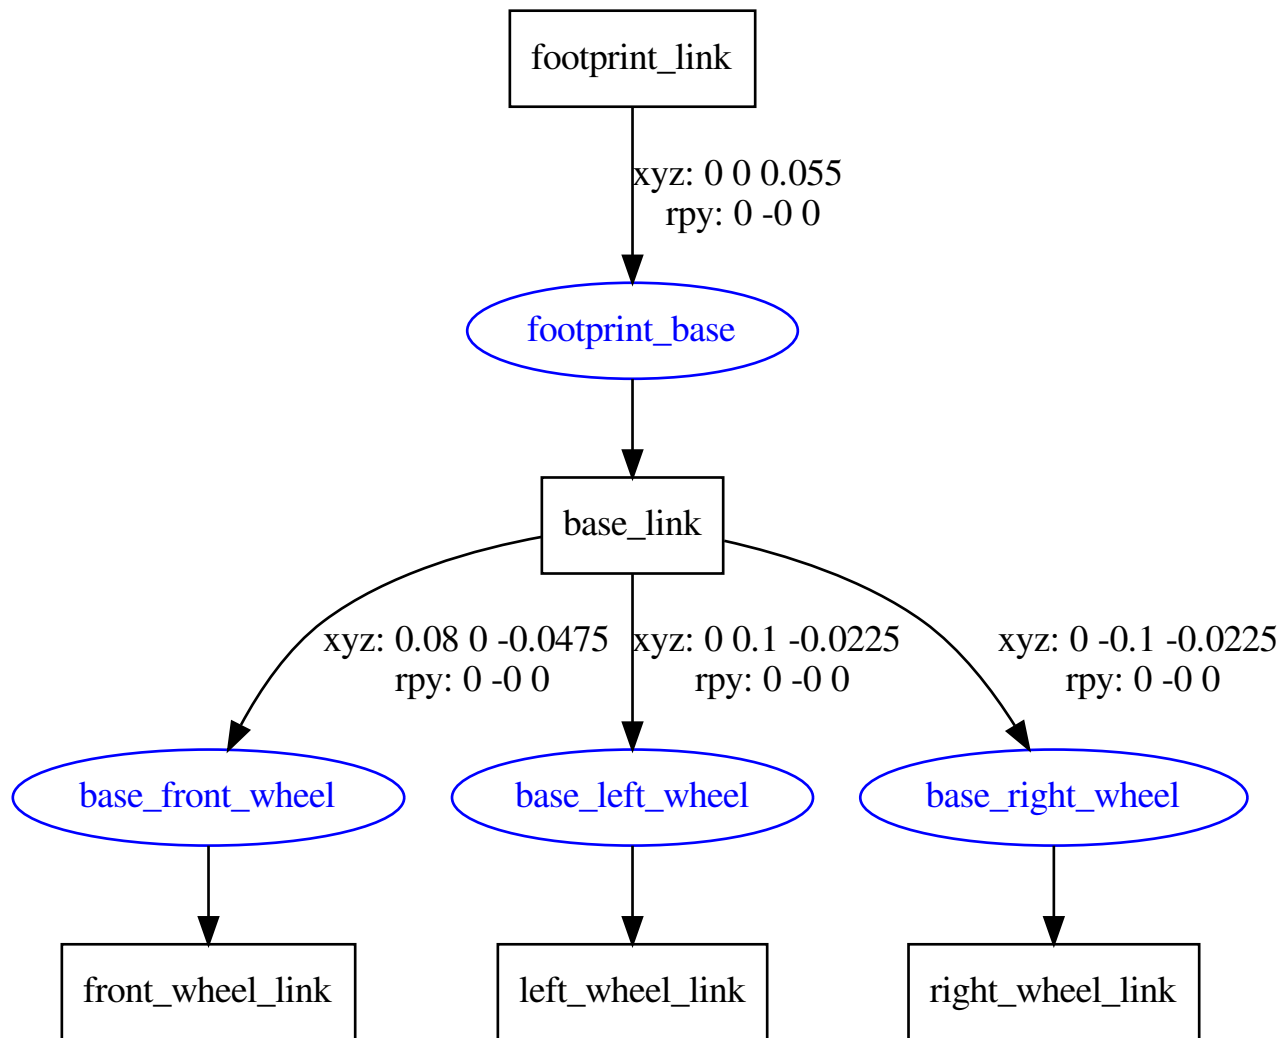 footprint_link
xyz: 0 0 0.055
rpy: 0 -0 0
footprint_base
base_link
xyz: 0.08 0 -0.0475
rpy: 0 -0 0
xyz: 0 0.1 -0.0225
rpy: 0 -0 0
xyz: 0 -0.1 -0.0225
rpy: 0 -0 0
base_front_wheel
base_left_wheel
base_right_wheel
front_wheel_link
left_wheel_link
right_wheel_link